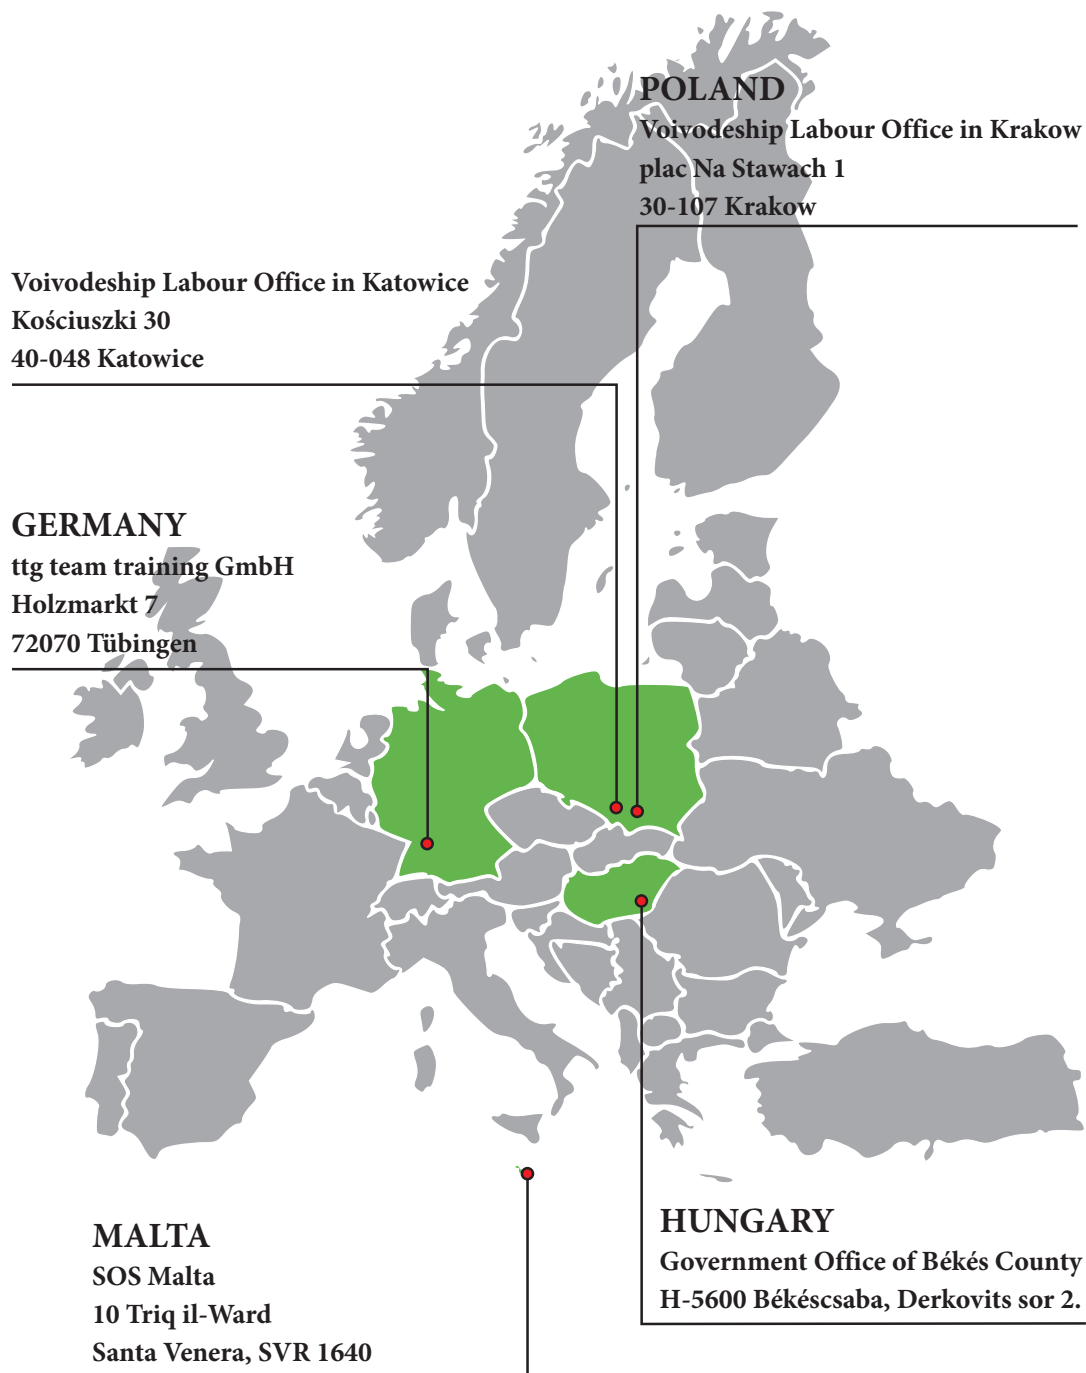 POLAND
Voivodeship Labour Office in Krakow
plac Na Stawach 1
30-107 Krakow
Voivodeship Labour Office in Katowice
Kościuszki 30
40-048 Katowice
GERMANY
ttg team training GmbH
Holzmarkt 7
72070 Tübingen
MALTA
SOS Malta
10 Triq il-Ward
Santa Venera, SVR 1640
HUNGARY
Government Office of Békés County
H-5600 Békéscsaba, Derkovits sor 2.